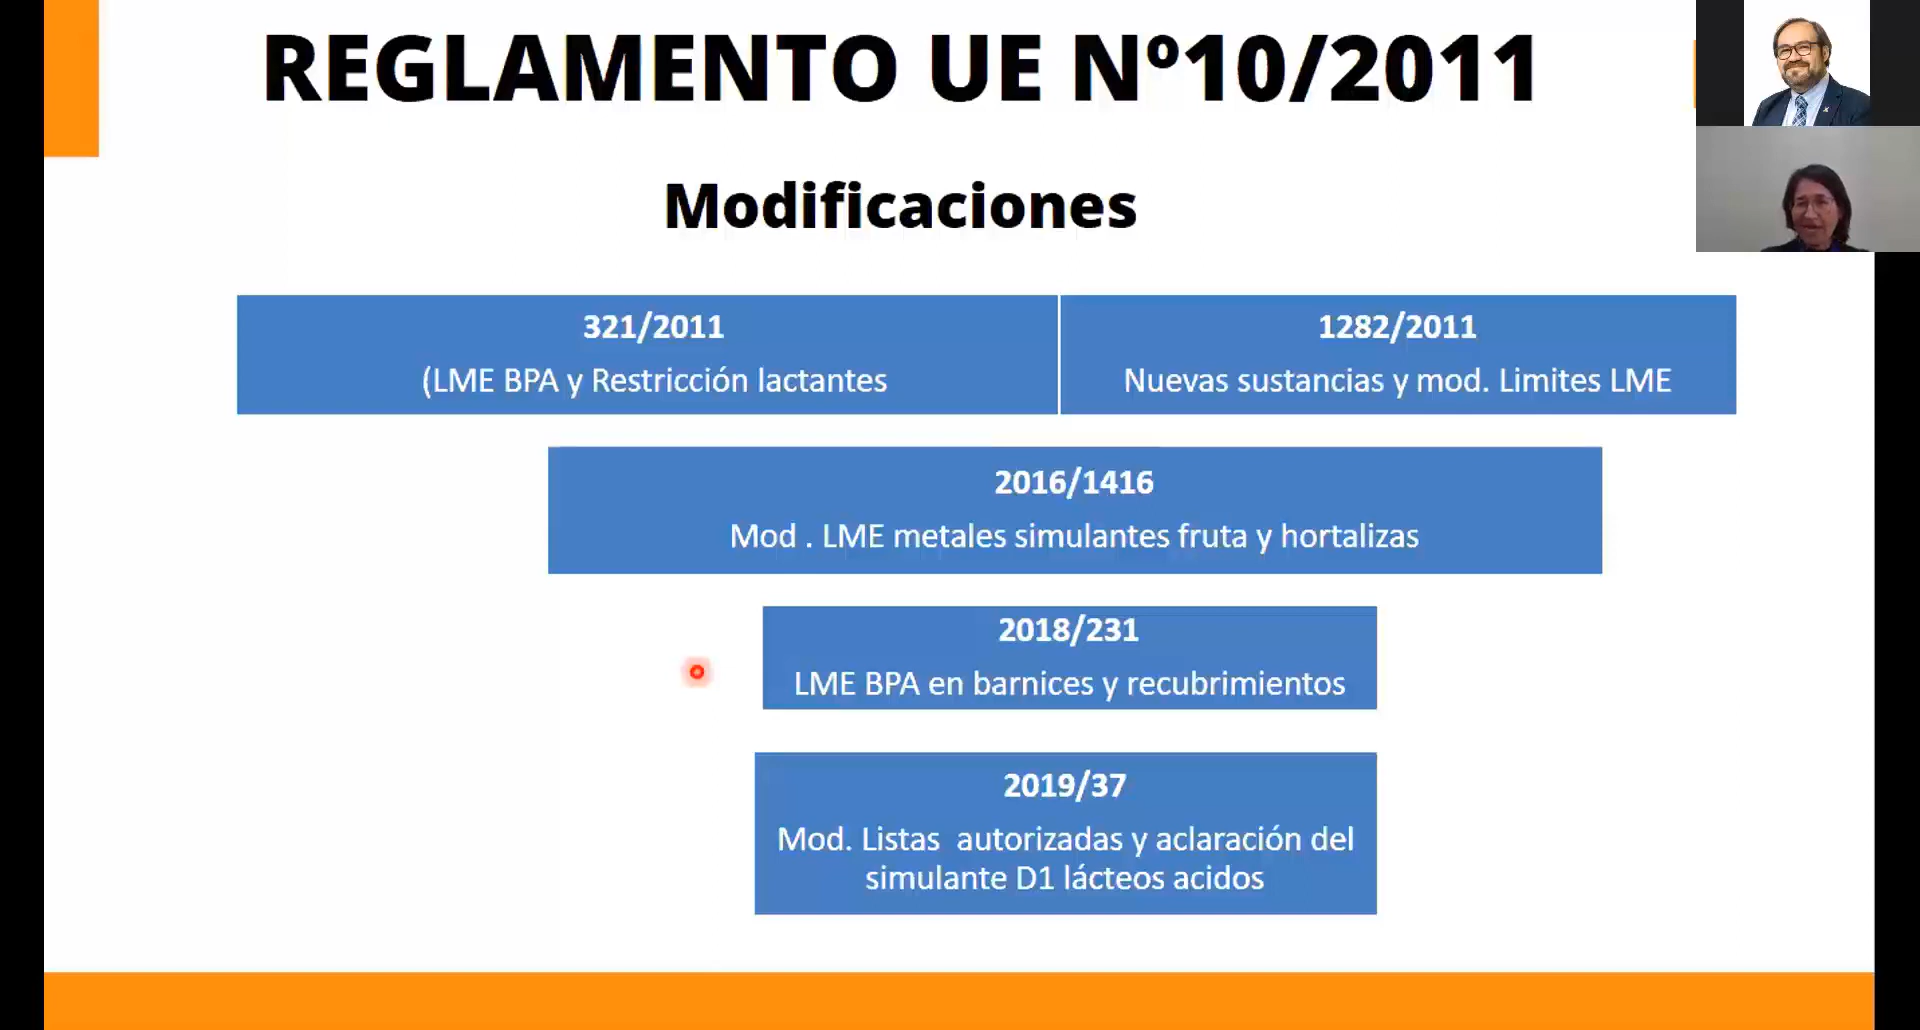 REGLAMENTO UE Nº10/2011
Modificaciones
321/2011
(LME BPA y Restricción lactantes
1282/2011
Nuevas sustancias y mod. Limites LME
2016/1416
Mod . LME metales simulantes fruta y hortalizas
2018/231
LME BPA en barnices y recubrimientos
2019/37
Mod. Listas  autorizadas y aclaración del
simulante D1 lácteos acidos